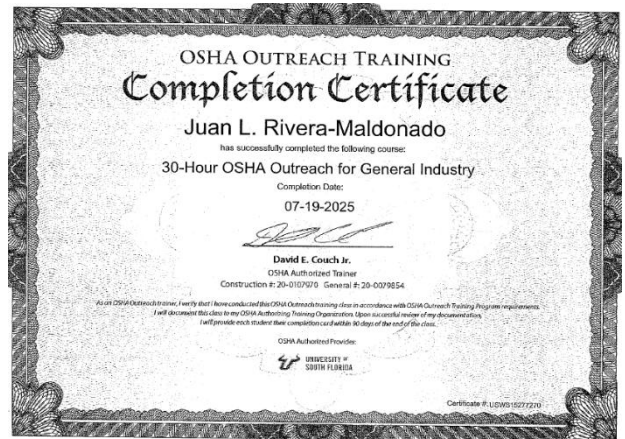 OSHA OUTREACH TRAINING
Completion Certificate
Juan L. Rivera-Maldonado
has successfully completed the following course:
30-Hour OSHA Outreach for General Industry
Completion Date:
07-19-2025
David E. Couch Jr.
OSHA Authorized Trainer
Construction #: 20-0107970 General #: 20-0079854
As an OSHA Outreach trainer, I verify that I have conducted this OSHA Outreach training class in accordance with OSHA Outreach Training Program requirements.
I will document this class to my OSHA Authorizing Training Organization. Upon successful review of my documentation,
I will provide each student their completion card within 90 days of the end of the class.
OSHA Authorized Provider:
UNIVERSITY of
SOUTH FLORIDA
Certificate #: USWS15277270